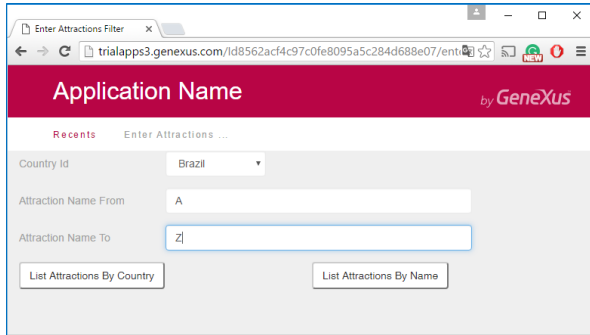 Enter Attractions Filter
trialapps3.genexus.com/Id8562acf4c97c0fe8095a5c284d688e07/ent
NEW
Application Name
by GeneXus
Recents Enter Attractions ...
Country Id Brazil
Attraction Name From A
Attraction Name To Z
List Attractions By Country List Attractions By Name